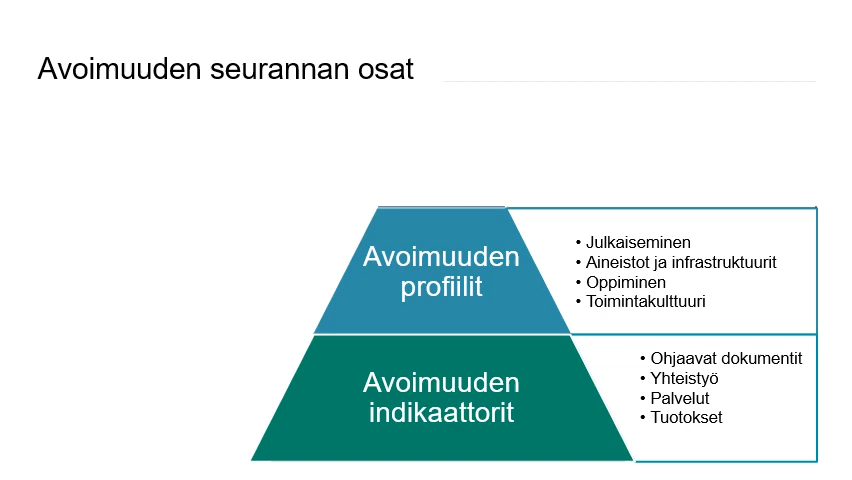 Avoimuuden seurannan osat
Avoimuuden
profiilit
• Julkaiseminen
• Aineistot ja infrastruktuurit
• Oppiminen
• Toimintakulttuuri
Avoimuuden
indikaattorit
• Ohjaavat dokumentit
• Yhteistyö
• Palvelut
• Tuotokset